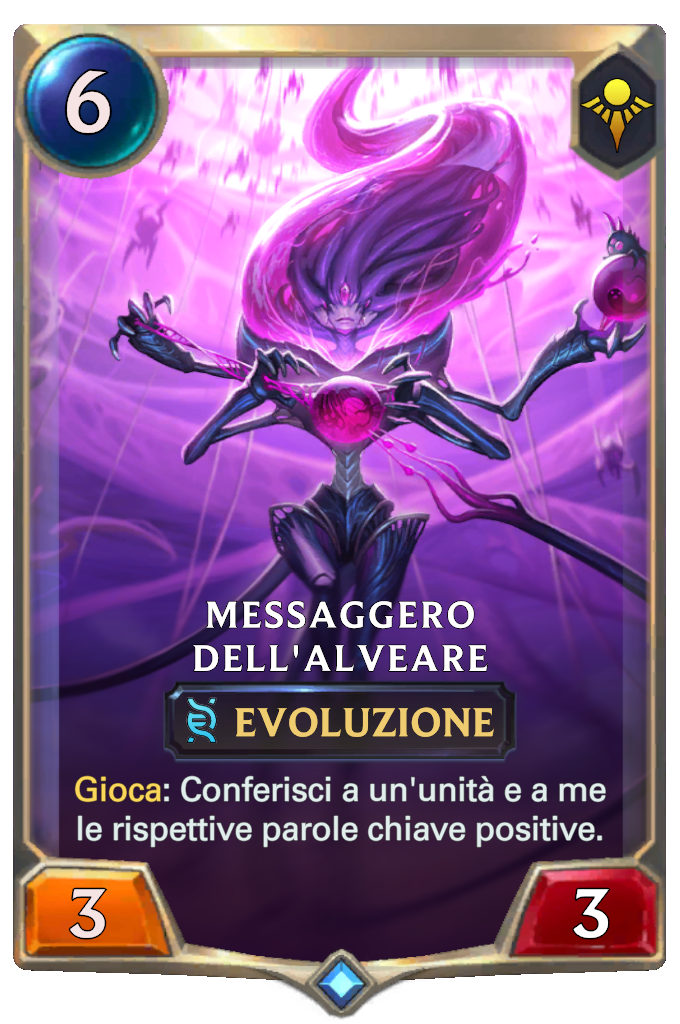 6
MESSAGGERO
DELL'ALVEARE
EVOLUZIONE
Gioca: Conferisci a un'unità e a me
le rispettive parole chiave positive.
3
3